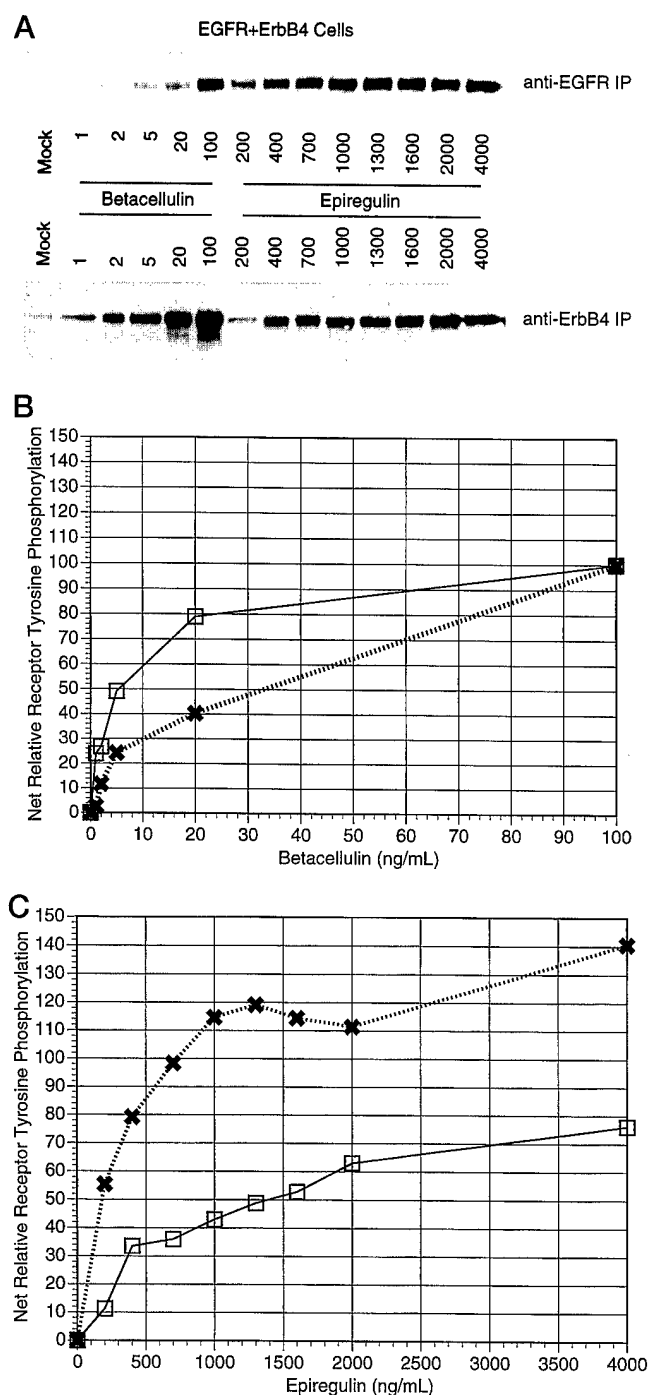 A
EGFR+ErbB4 Cells
anti-EGFR IP
Mock 1 2 5 20 100 200 400 700 1000 1300 1600 2000 4000
Betacellulin Epiregulin
Mock 1 2 5 20 100 200 400 700 1000 1300 1600 2000 4000
anti-ErbB4 IP
B
Net Relative Receptor Tyrosine Phosphorylation
150
140
130
120
110
100
90
80
70
60
50
40
30
20
10
0
0 10 20 30 40 50 60 70 80 90 100
Betacellulin (ng/mL)
C
Net Relative Receptor Tyrosine Phosphorylation
150
140
130
120
110
100
90
80
70
60
50
40
30
20
10
0
0 500 1000 1500 2000 2500 3000 3500 4000
Epiregulin (ng/mL)